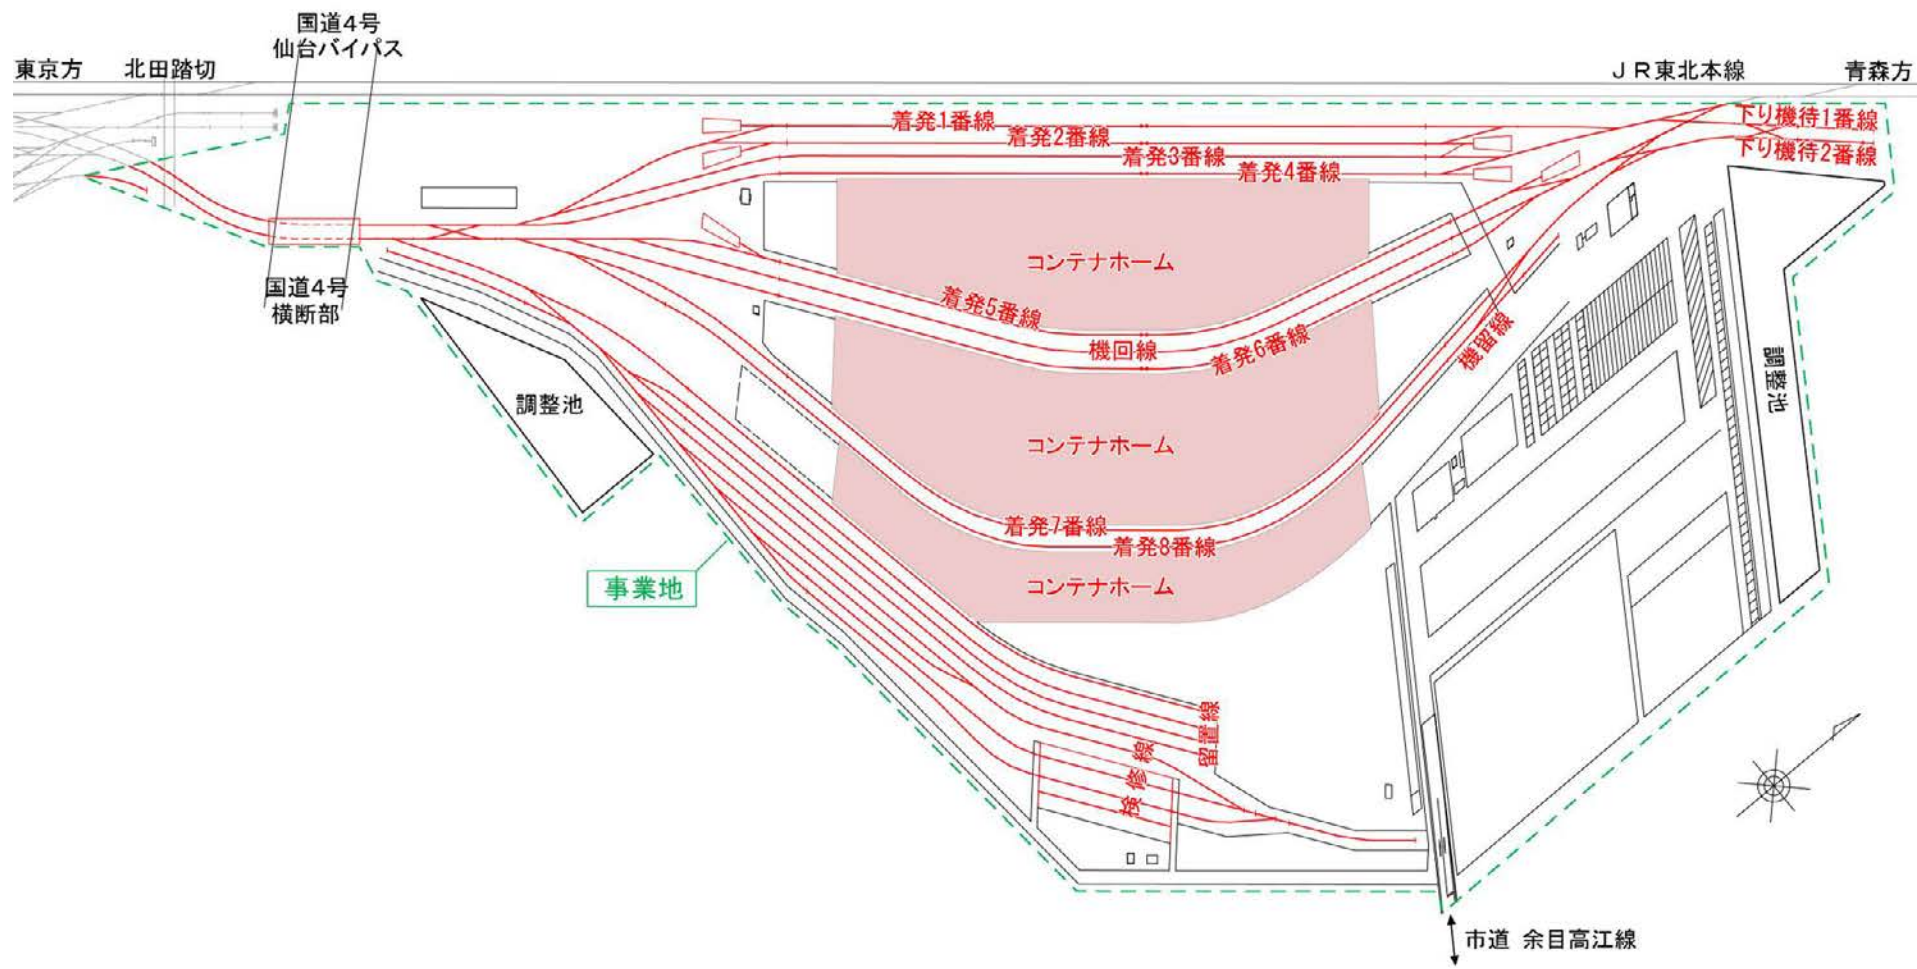 国道4号
仙台バイパス
東京方
北田踏切
JR東北本線
青森方
着発1番線
着発2番線
着発3番線
着発4番線
下り機待1番線
下り機待2番線
国道4号
横断部
コンテナホーム
着発5番線
機回線
着発6番線
機留線
調整池
調整池
コンテナホーム
着発7番線
着発8番線
コンテナホーム
事業地
留置線
検修線
市道 余目高江線